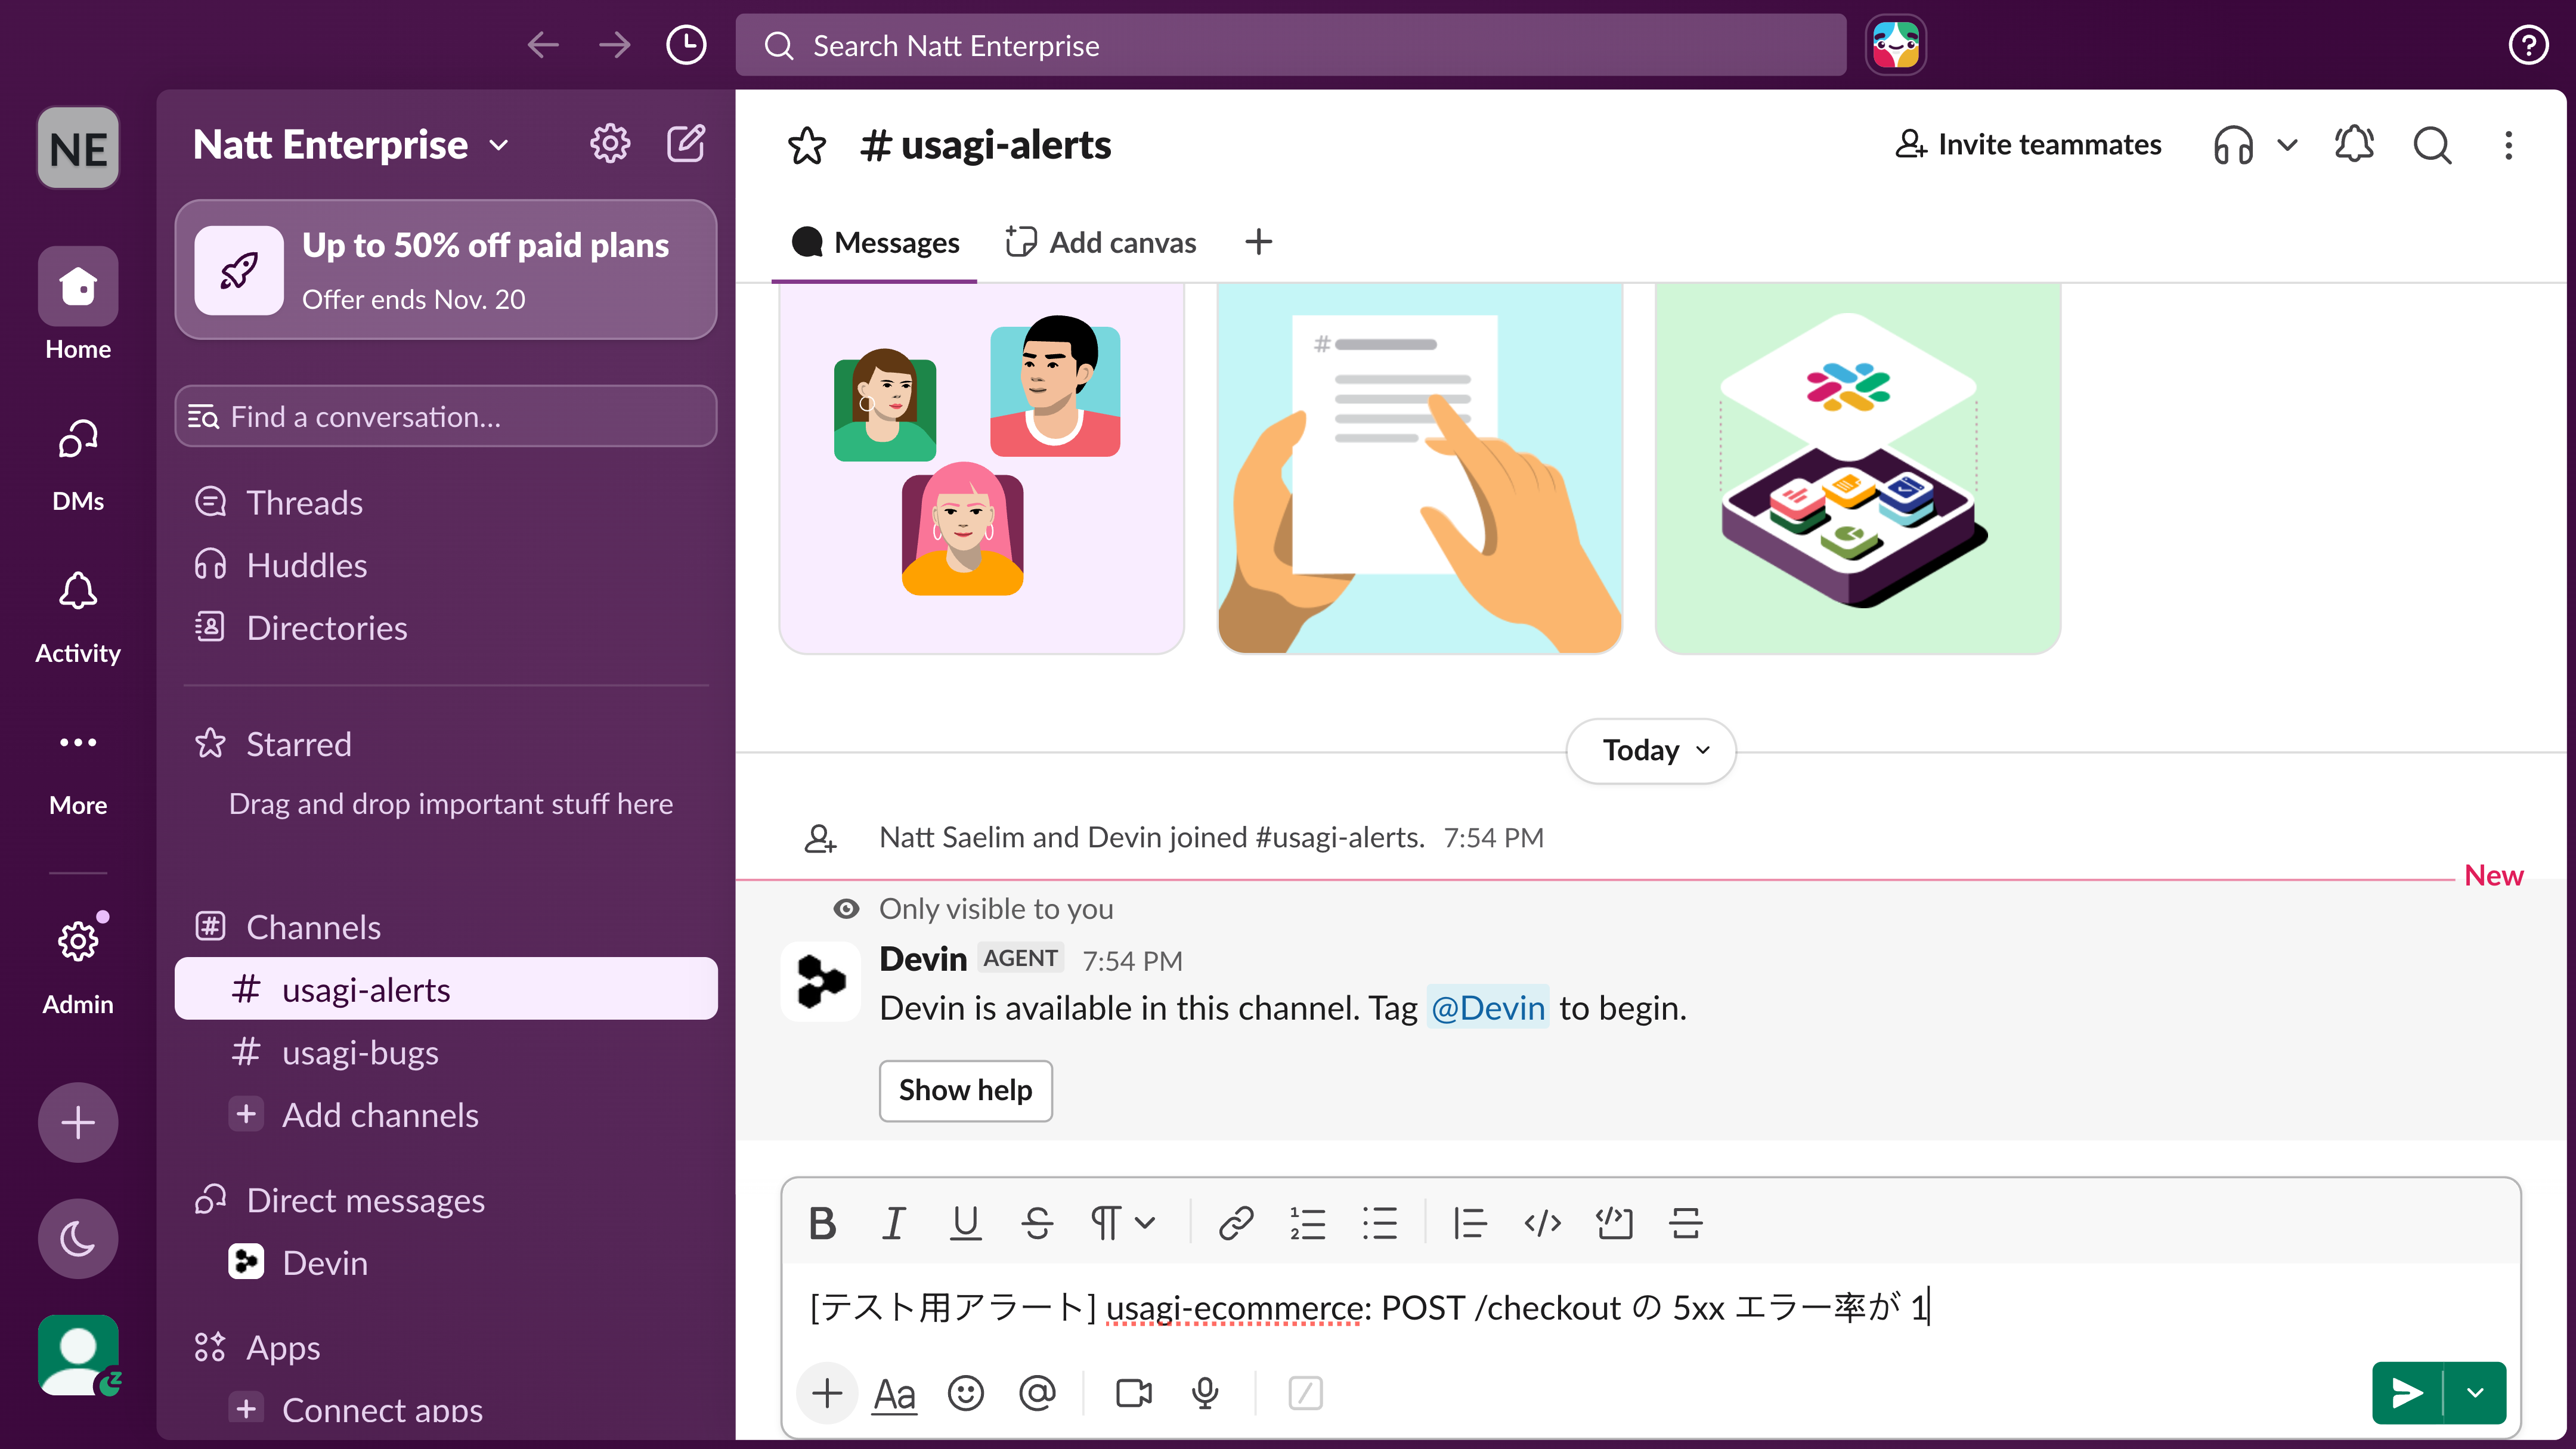 Search Natt Enterprise
NE
Home
DMs
Activity
More
Admin
Natt Enterprise
Up to 50% off paid plans
Offer ends Nov. 20
Find a conversation...
Threads
Huddles
Directories
Starred
Drag and drop important stuff here
Channels
# usagi-alerts
# usagi-bugs
+ Add channels
Direct messages
Devin
Apps
+ Connect apps
# usagi-alerts
Invite teammates
Messages
Add canvas
Today
Natt Saelim and Devin joined #usagi-alerts. 7:54 PM
New
Only visible to you
Devin AGENT 7:54 PM
Devin is available in this channel. Tag @Devin to begin.
Show help
[テスト用アラート] usagi-ecommerce: POST /checkout の 5xx エラー率が 1
Aa